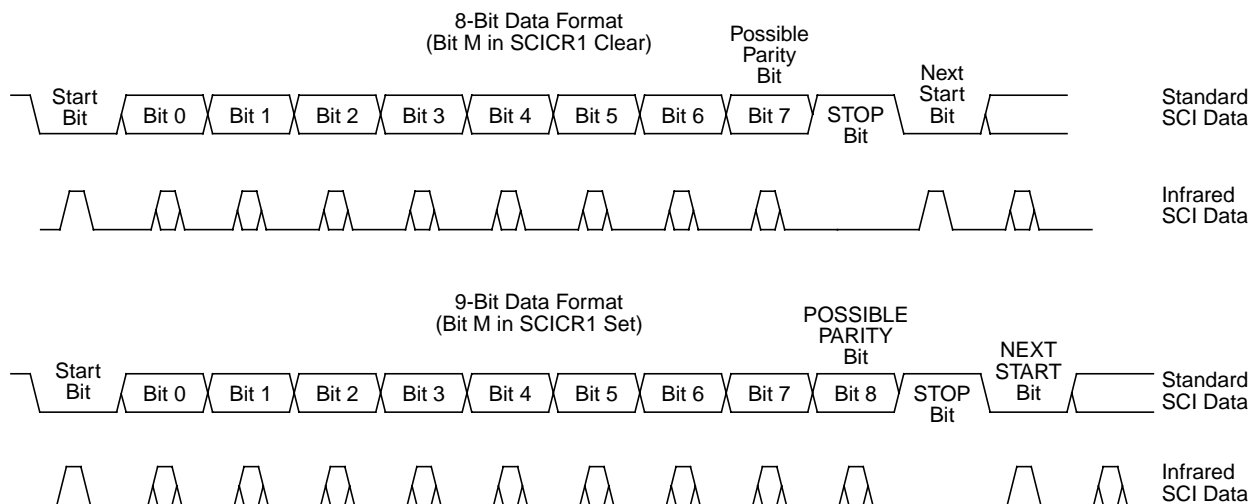 8-Bit Data Format
(Bit M in SCICR1 Clear)
Possible
Parity
Bit
Next
Start
Bit
Start
Bit
Bit 0
Bit 1
Bit 2
Bit 3
Bit 4
Bit 5
Bit 6
Bit 7
STOP
Bit
Standard
SCI Data
Infrared
SCI Data
9-Bit Data Format
(Bit M in SCICR1 Set)
POSSIBLE
PARITY
Bit
NEXT
START
Bit
Start
Bit
Bit 0
Bit 1
Bit 2
Bit 3
Bit 4
Bit 5
Bit 6
Bit 7
Bit 8
STOP
Bit
Standard
SCI Data
Infrared
SCI Data